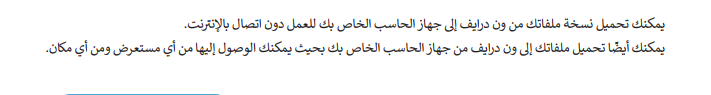 يمكنك تحميل نسخة ملفاتك من ون درايف إلى جهاز الحاسب الخاص بك للعمل دون اتصال بالإنترنت.
يمكنك أيضًا تحميل ملفاتك إلى ون درايف من جهاز الحاسب الخاص بك بحيث يمكنك الوصول إليها من أي مستعرض ومن أي مكان.